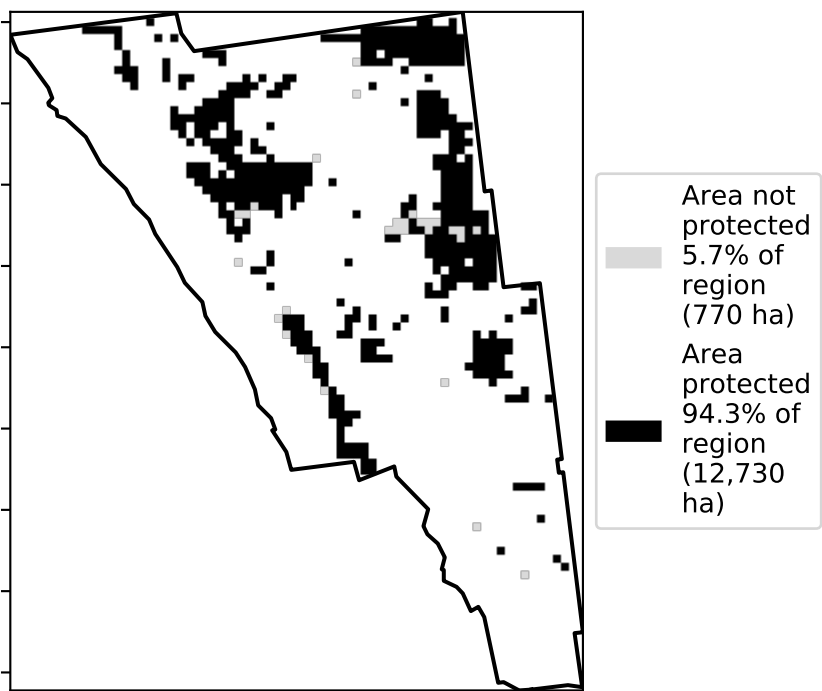 Area not
protected
5.7% of
region
(770 ha)
Area
protected
94.3% of
region
(12,730
ha)